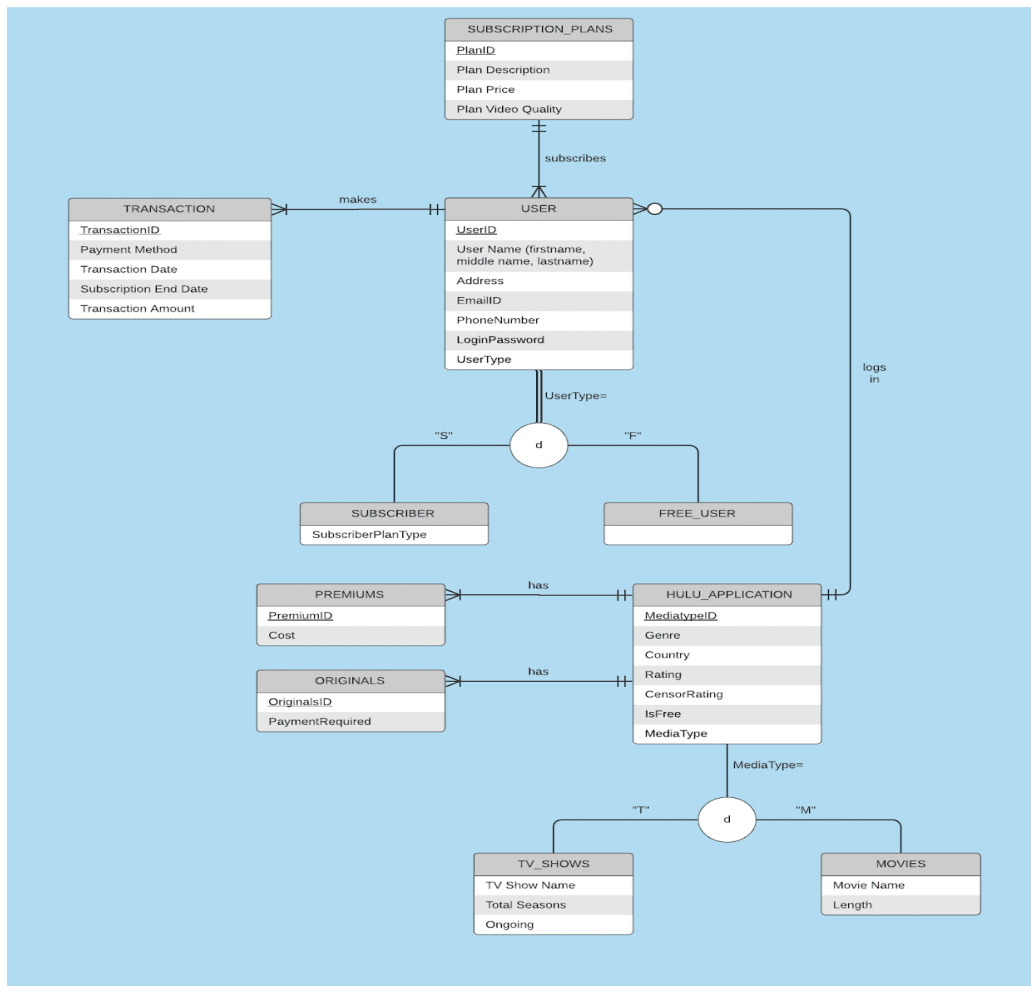 SUBSCRIPTION_PLANS
PlanID
Plan Description
Plan Price
Plan Video Quality
subscribes
TRANSACTION
TransactionID
Payment Method
Transaction Date
Subscription End Date
Transaction Amount
makes
USER
UserID
User Name (firstname,
middle name, lastname)
Address
EmailID
PhoneNumber
LoginPassword
UserType
logs
in
UserType=
"S"
d
"F"
SUBSCRIBER
SubscriberPlanType
FREE_USER
PREMIUMS
PremiumID
Cost
has
HULU_APPLICATION
MediatypeID
Genre
Country
Rating
CensorRating
IsFree
MediaType
ORIGINALS
OriginalsID
PaymentRequired
has
MediaType=
"T"
d
"M"
TV_SHOWS
TV Show Name
Total Seasons
Ongoing
MOVIES
Movie Name
Length